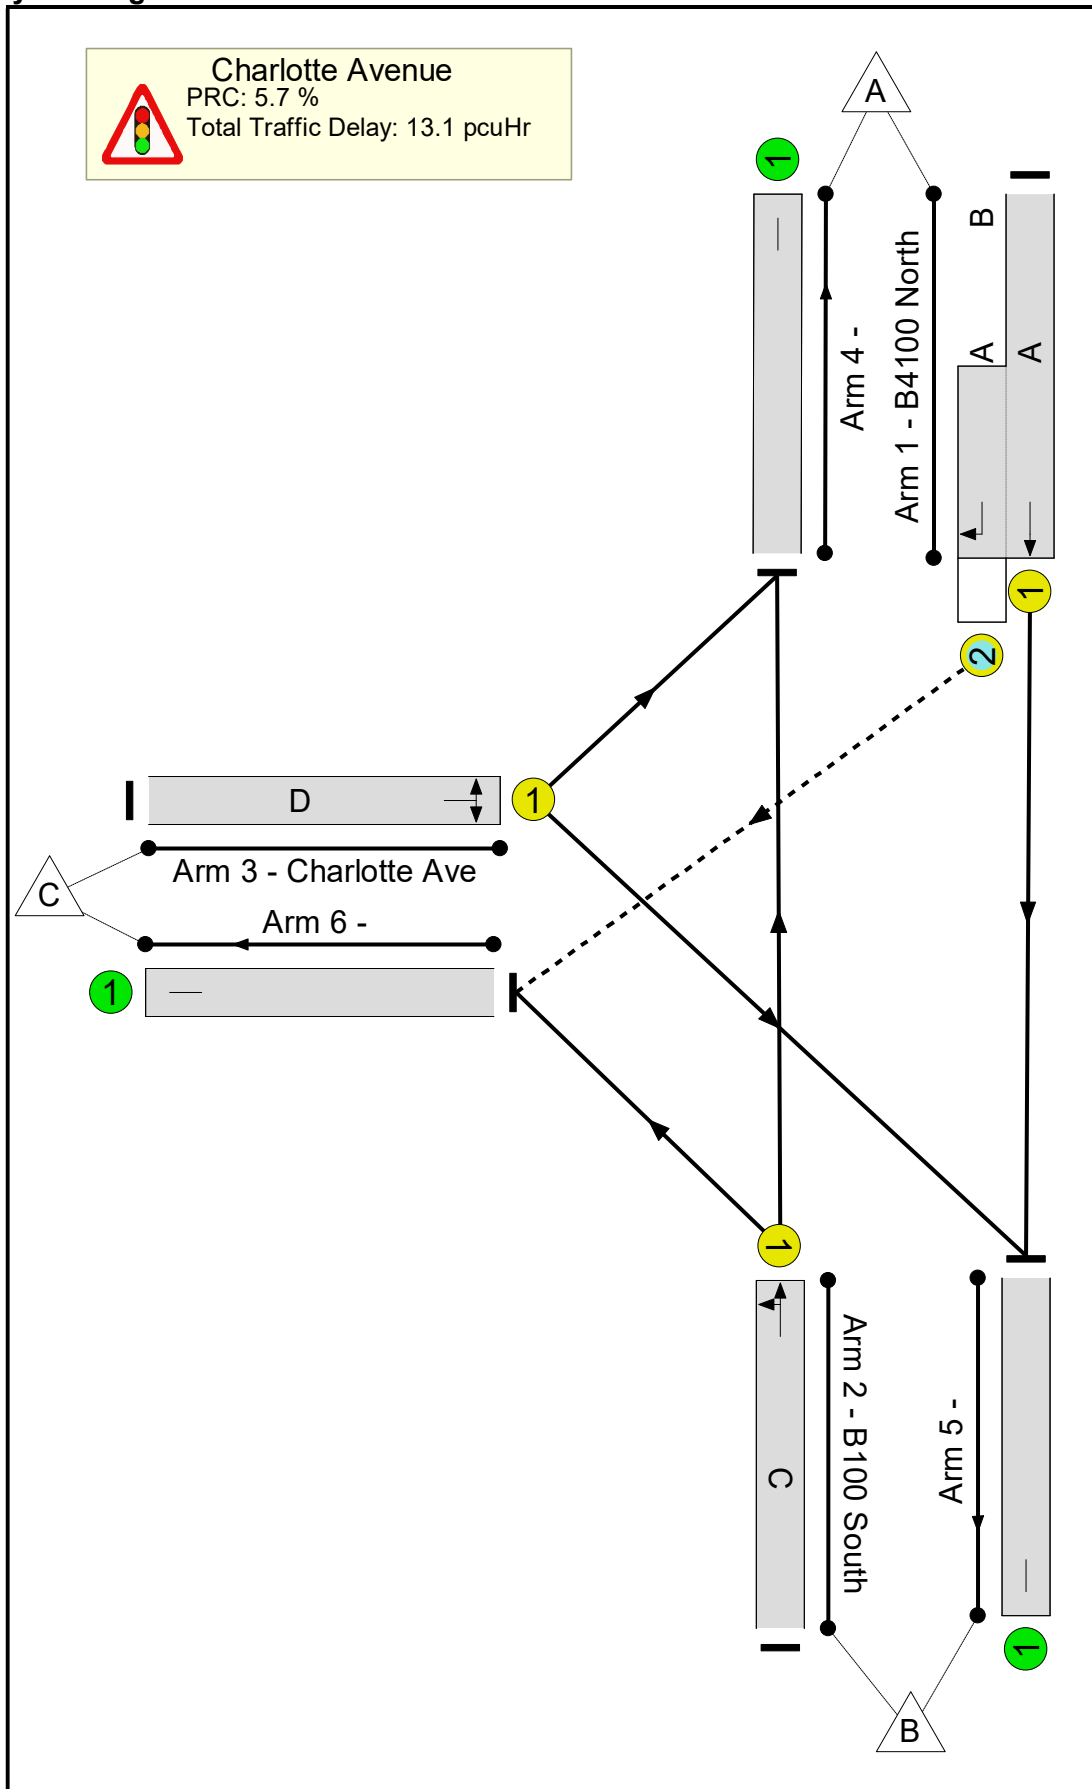 Charlotte Avenue
PRC: 5.7 %
Total Traffic Delay: 13.1 pcuHr
A
1
B
Arm 4 -
Arm 1 - B4100 North
A
A
1
2
D
1
Arm 3 - Charlotte Ave
C
Arm 6 -
1
1
Arm 2 - B100 South
Arm 5 -
C
1
B